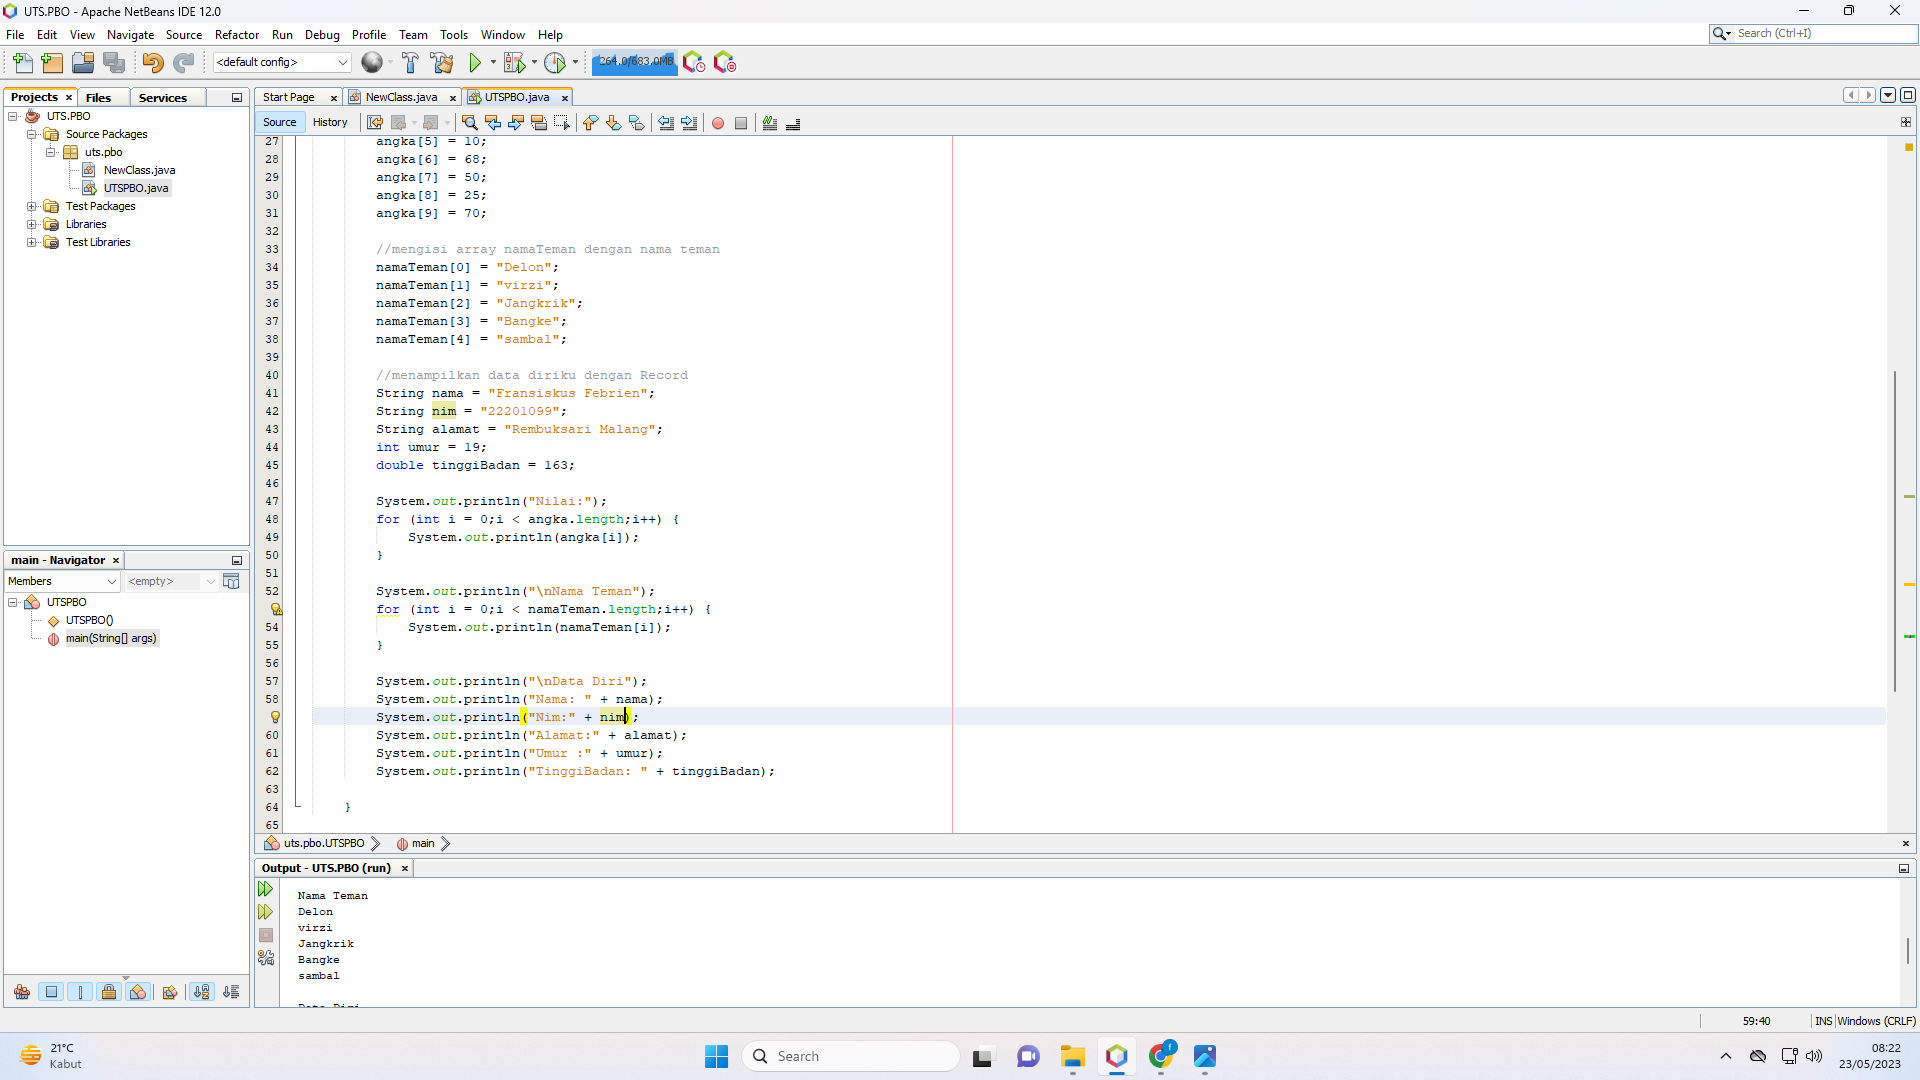 UTS.PBO - Apache NetBeans IDE 12.0
File Edit View Navigate Source Refactor Run Debug Profile Team Tools Window Help
Search (Ctrl+I)
<default config>
264,0/683,0MB
Projects Files Services
UTS.PBO
Source Packages
uts.pbo
NewClass.java
UTSPBO.java
Test Packages
Libraries
Test Libraries
main - Navigator
Members <empty>
UTSPBO
UTSPBO()
main(String[] args)
Start Page NewClass.java UTSPBO.java
Source History
27 angka[5] = 10;
28 angka[6] = 68;
29 angka[7] = 50;
30 angka[8] = 25;
31 angka[9] = 70;
32
33 //mengisi array namaTeman dengan nama teman
34 namaTeman[0] = "Delon";
35 namaTeman[1] = "virzi";
36 namaTeman[2] = "Jangkrik";
37 namaTeman[3] = "Bangke";
38 namaTeman[4] = "sambal";
39
40 //menampilkan data diriku dengan Record
41 String nama = "Fransiskus Febrien";
42 String nim = "22201099";
43 String alamat = "Rembuksari Malang";
44 int umur = 19;
45 double tinggiBadan = 163;
46
47 System.out.println("Nilai:");
48 for (int i = 0;i < angka.length;i++) {
49 System.out.println(angka[i]);
50 }
51
52 System.out.println("\nNama Teman");
for (int i = 0;i < namaTeman.length;i++) {
54 System.out.println(namaTeman[i]);
55 }
56
57 System.out.println("\nData Diri");
58 System.out.println("Nama: " + nama);
System.out.println("Nim:" + nim);
60 System.out.println("Alamat:" + alamat);
61 System.out.println("Umur :" + umur);
62 System.out.println("TinggiBadan: " + tinggiBadan);
63
64 }
65
uts.pbo.UTSPBO main
Output - UTS.PBO (run)
Nama Teman
Delon
virzi
Jangkrik
Bangke
sambal
Data Diri
59:40 INS Windows (CRLF)
21°C
Kabut
Search
08:22
23/05/2023